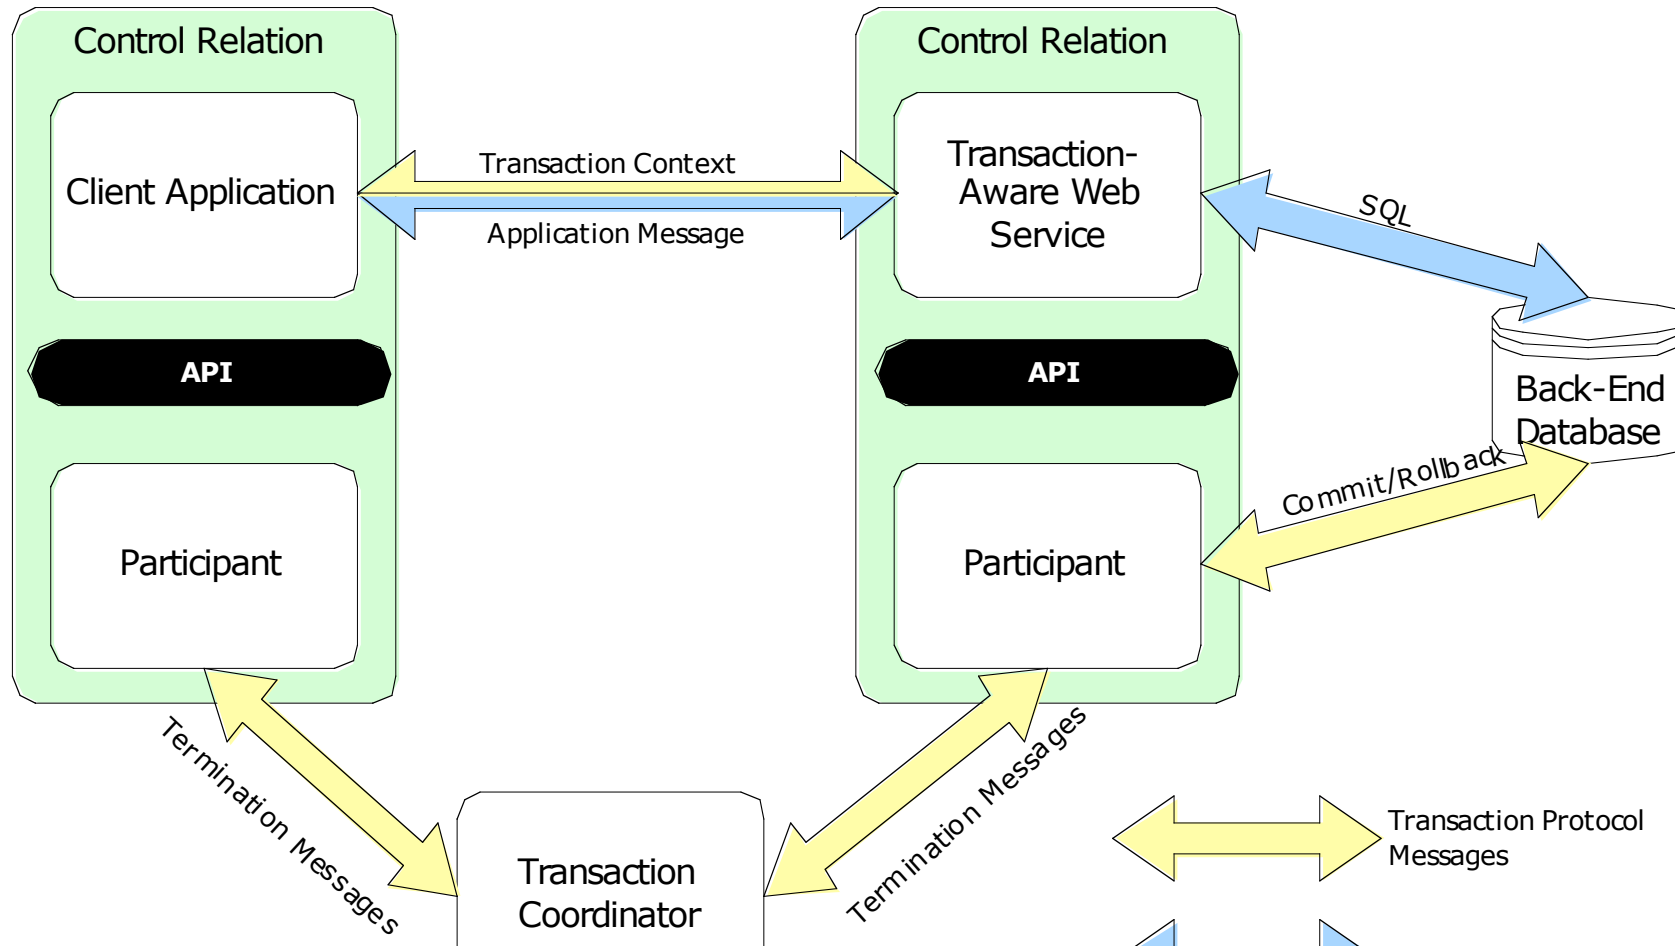 Control Relation
Control Relation
Client Application
Transaction Context
Application Message
Transaction-
Aware Web
Service
SQL
API
API
Back-End
Database
Commit/Rollback
Participant
Participant
Termination Messages
Termination Messages
Transaction
Coordinator
Transaction Protocol
Messages